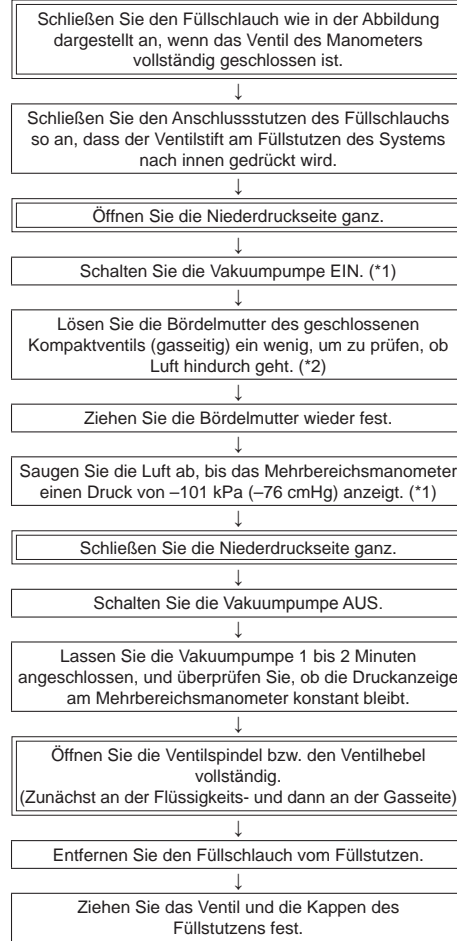 Schließen Sie den Füllschlauch wie in der Abbildung
dargestellt an, wenn das Ventil des Manometers
vollständig geschlossen ist.
↓
Schließen Sie den Anschlussstutzen des Füllschlauchs
so an, dass der Ventilstift am Füllstutzen des Systems
nach innen gedrückt wird.
↓
Öffnen Sie die Niederdruckseite ganz.
↓
Schalten Sie die Vakuumpumpe EIN. (*1)
↓
Lösen Sie die Bördelmutter des geschlossenen
Kompaktventils (gasseitig) ein wenig, um zu prüfen, ob
Luft hindurch geht. (*2)
↓
Ziehen Sie die Bördelmutter wieder fest.
↓
Saugen Sie die Luft ab, bis das Mehrbereichsmanometer
einen Druck von –101 kPa (–76 cmHg) anzeigt. (*1)
↓
Schließen Sie die Niederdruckseite ganz.
↓
Schalten Sie die Vakuumpumpe AUS.
↓
Lassen Sie die Vakuumpumpe 1 bis 2 Minuten
angeschlossen, und überprüfen Sie, ob die Druckanzeige
am Mehrbereichsmanometer konstant bleibt.
↓
Öffnen Sie die Ventilspindel bzw. den Ventilhebel
vollständig.
(Zunächst an der Flüssigkeits- und dann an der Gasseite)
↓
Entfernen Sie den Füllschlauch vom Füllstutzen.
↓
Ziehen Sie das Ventil und die Kappen des
Füllstutzens fest.